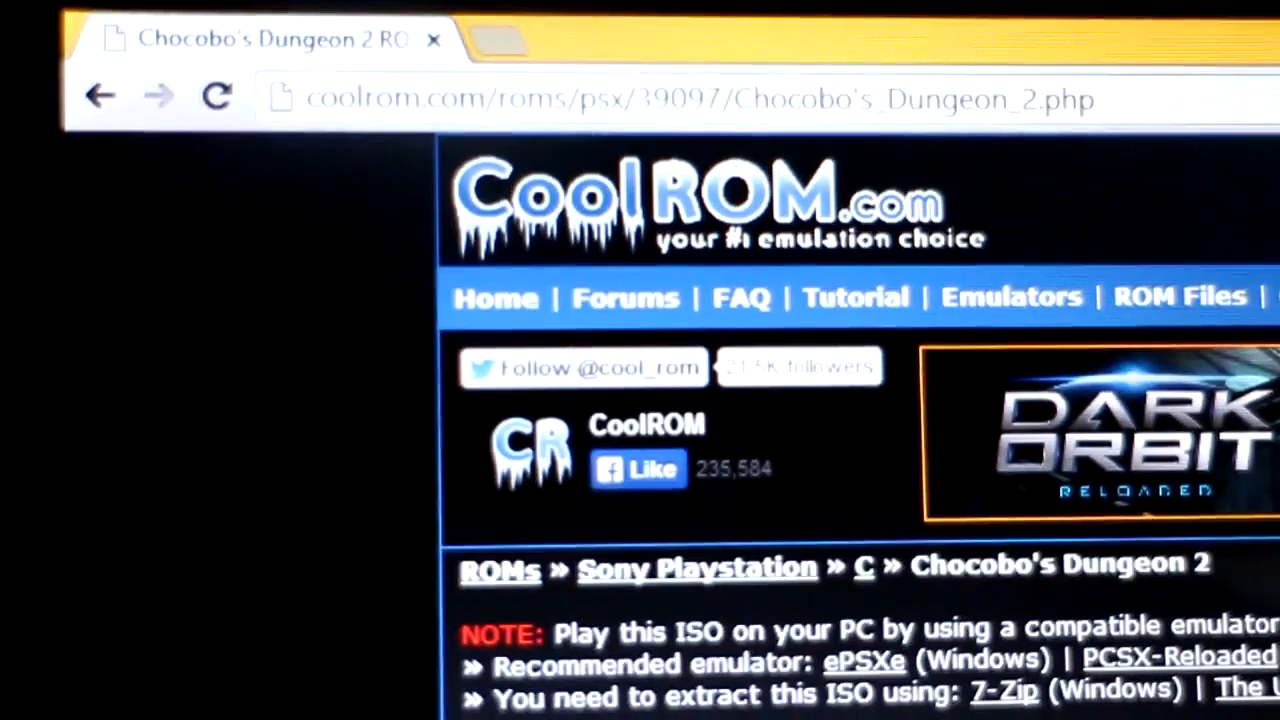 Chocobo's Dungeon 2 RO
coolrom.com/roms/psx/39097/Chocobo's_Dungeon_2.php
CoolROM.com
your #1 emulation choice
Home | Forums | FAQ | Tutorial | Emulators | ROM Files |
Follow @cool_rom 21.5K followers
CR CoolROM
Like 235,584
DARK
ORBIT
RELOADED
ROMs » Sony Playstation » C » Chocobo's Dungeon 2
NOTE: Play this ISO on your PC by using a compatible emulator
» Recommended emulator: ePSXe (Windows) | PCSX-Reloaded
» You need to extract this ISO using: 7-Zip (Windows) | The U